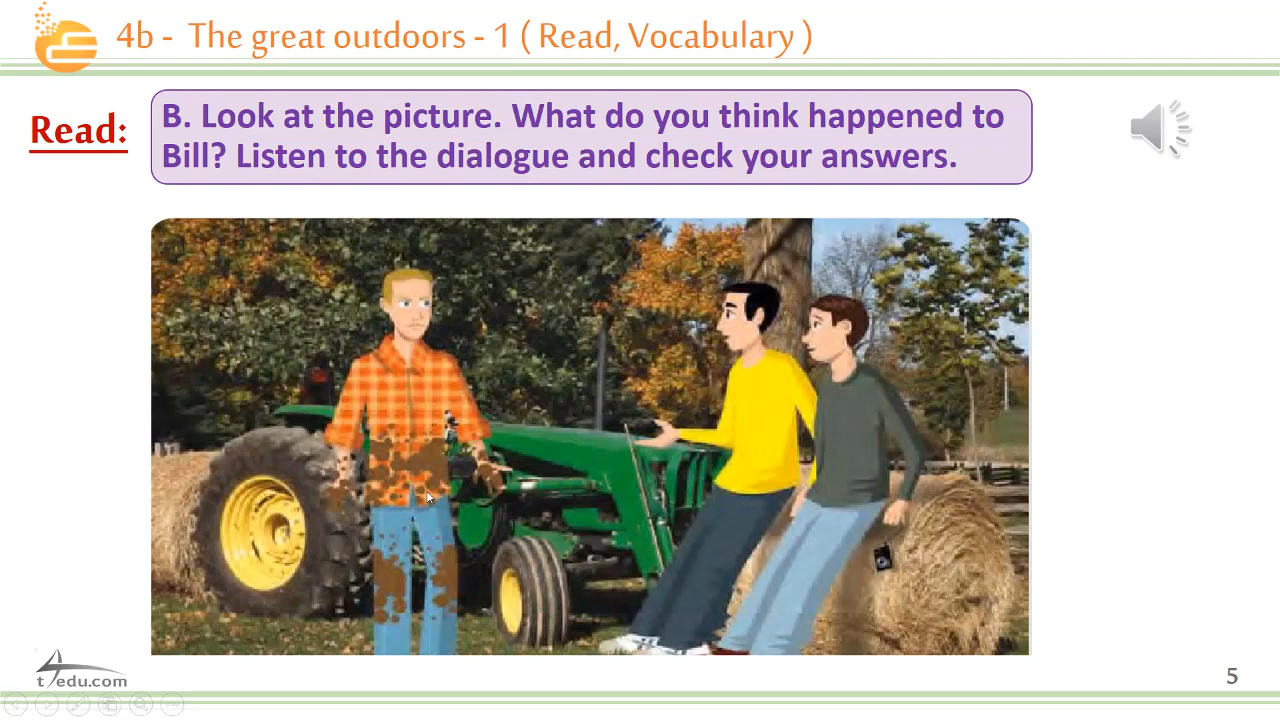 4b - The great outdoors - 1 ( Read, Vocabulary )
Read:
B. Look at the picture. What do you think happened to
Bill? Listen to the dialogue and check your answers.
t4edu.com
5